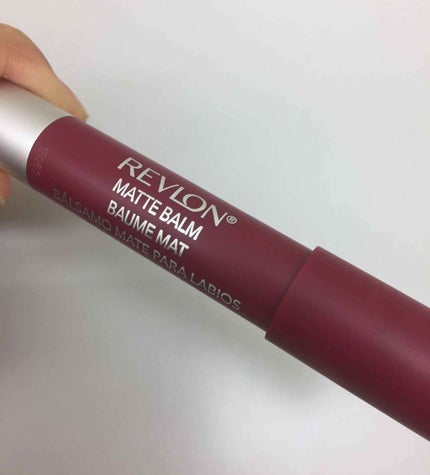 REVLON®
MATTE BALM
BAUME MAT
BÁLSAMO MATE PARA LABIOS